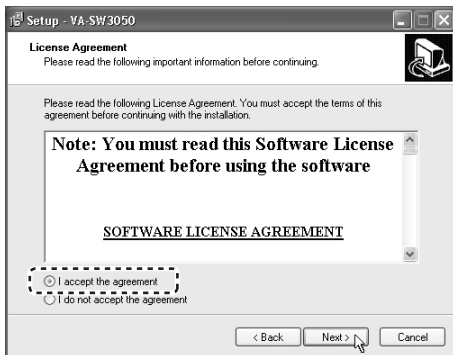 Setup - VA-SW3050
License Agreement
Please read the following important information before continuing.
Please read the following License Agreement. You must accept the terms of this
agreement before continuing with the installation.
Note: You must read this Software License
Agreement before using the software
SOFTWARE LICENSE AGREEMENT
I accept the agreement
I do not accept the agreement
< Back Next > Cancel